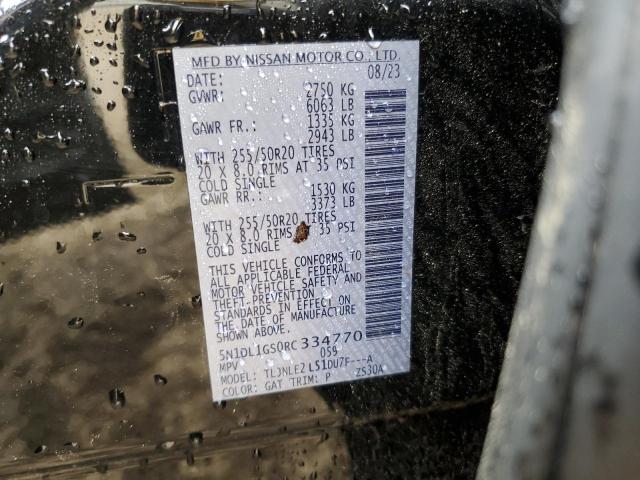 MFD BY NISSAN MOTOR CO., LTD.
DATE: 08/23
GVWR: 2750 KG
6063 LB
GAWR FR.: 1335 KG
2943 LB
WITH 255/50R20 TIRES
20 X 8.0 RIMS AT 35 PSI
COLD SINGLE
GAWR RR.: 1530 KG
3373 LB
WITH 255/50R20 TIRES
20 X 8.0 RIMS 35 PSI
COLD SINGLE
THIS VEHICLE CONFORMS TO
ALL APPLICABLE FEDERAL
MOTOR VEHICLE SAFETY AND
THEFT-PREVENTION
STANDARDS IN EFFECT ON
THE DATE OF MANUFACTURE
SHOWN ABOVE.
5N1DL1GS0RC334770
MPV 059
MODEL: TLJNLE2 L51DU7F---A
COLOR: GAT TRIM: P ZS30A